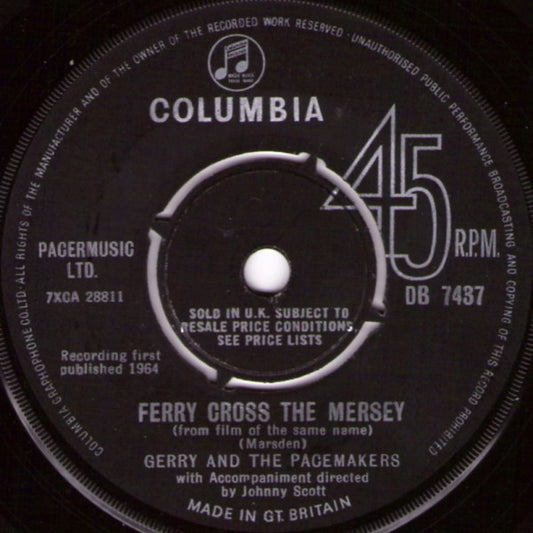 COLUMBIA GRAPHOPHONE CO. LTD. - ALL RIGHTS OF THE MANUFACTURER AND OF THE OWNER OF THE RECORDED WORK RESERVED · UNAUTHORISED PUBLIC PERFORMANCE BROADCASTING AND COPYING OF THIS RECORD PROHIBITED
COLUMBIA
45
R.P.M.
PACERMUSIC
LTD.
7XCA 28811
DB 7437
SOLD IN U.K. SUBJECT TO
RESALE PRICE CONDITIONS,
SEE PRICE LISTS
Recording first
published 1964
FERRY CROSS THE MERSEY
(from film of the same name)
(Marsden)
GERRY AND THE PACEMAKERS
with Accompaniment directed
by Johnny Scott
MADE IN GT. BRITAIN